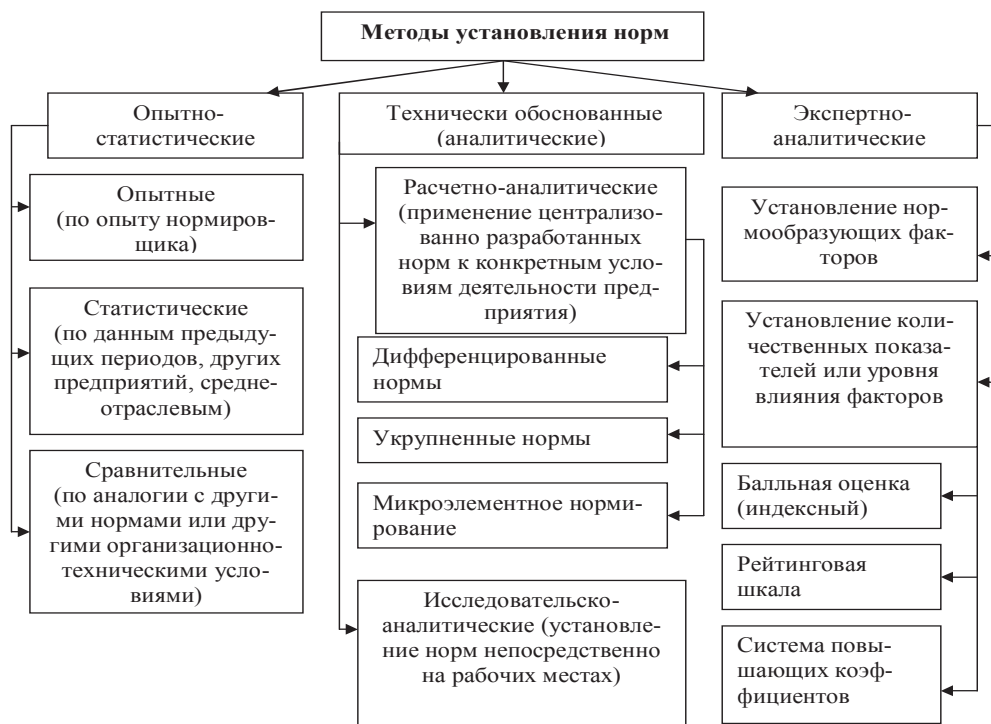 Методы установления норм
Опытно-
статистические
Опытные
(по опыту нормиров-
щика)
Статистические
(по данным предыду-
щих периодов, других
предприятий, средне-
отраслевым)
Сравнительные
(по аналогии с други-
ми нормами или дру-
гими организационно-
техническими усло-
виями)
Технически обоснованные
(аналитические)
Расчетно-аналитические
(применение централизо-
ванно разработанных
норм к конкретным усло-
виям деятельности пред-
приятия)
Дифференцированные
нормы
Укрупненные нормы
Микроэлементное норми-
рование
Исследовательско-
аналитические (установле-
ние норм непосредственно
на рабочих местах)
Экспертно-
аналитические
Установление нор-
мообразующих фак-
торов
Установление коли-
чественных показа-
телей или уровня
влияния факторов
Балльная оценка
(индексный)
Рейтинговая
шкала
Система повы-
шающих коэф-
фициентов